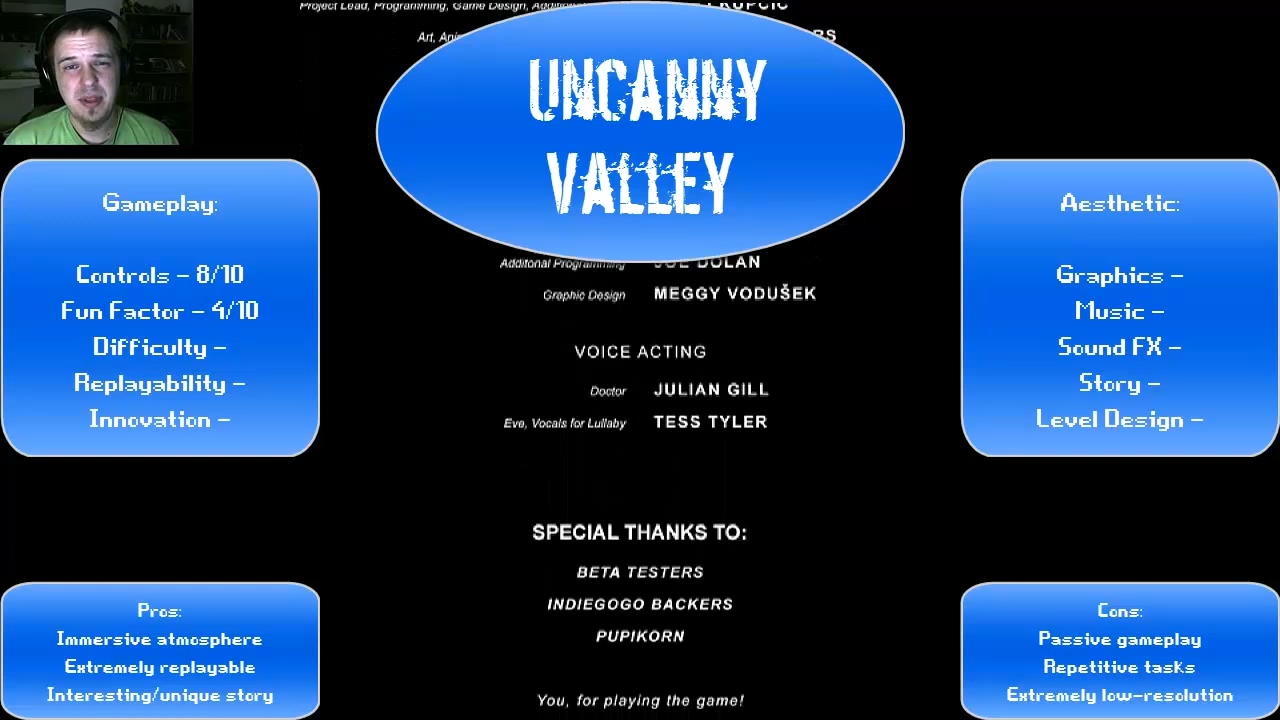 Project Lead, Programming, Game Design,
UNCANNY
VALLEY
Gameplay:
Controls – 8/10
Fun Factor – 4/10
Difficulty –
Replayability –
Innovation –
Aesthetic:
Graphics –
Music –
Sound FX –
Story –
Level Design –
Additonal Programming JOE DOLAN
Graphic Design MEGGY VODUŠEK
VOICE ACTING
Doctor JULIAN GILL
Eve, Vocals for Lullaby TESS TYLER
SPECIAL THANKS TO:
BETA TESTERS
INDIEGOGO BACKERS
PUPIKORN
You, for playing the game!
Pros:
Immersive atmosphere
Extremely replayable
Interesting/unique story
Cons:
Passive gameplay
Repetitive tasks
Extremely low-resolution